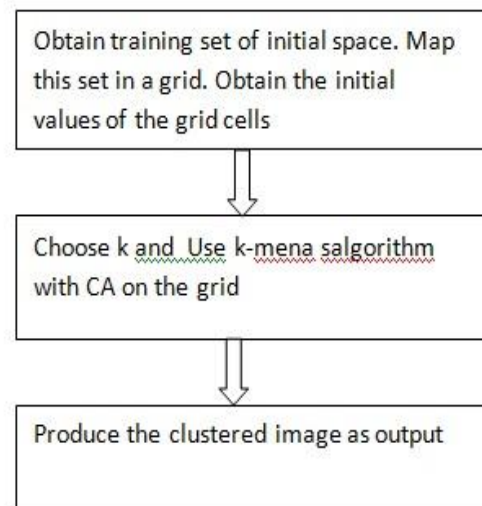 Obtain training set of initial space. Map
this set in a grid. Obtain the initial
values of the grid cells
Choose k and Use k-mena salgorithm
with CA on the grid
Produce the clustered image as output